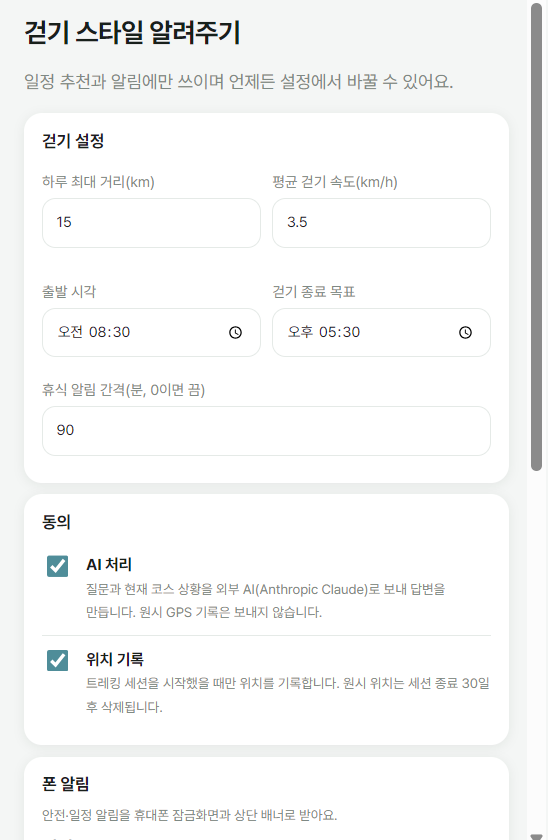 걷기 스타일 알려주기
일정 추천과 알림에만 쓰이며 언제든 설정에서 바꿀 수 있어요.
걷기 설정
하루 최대 거리(km)
평균 걷기 속도(km/h)
15
3.5
출발 시각
걷기 종료 목표
오전 08:30
오후 05:30
휴식 알림 간격(분, 0이면 끔)
90
동의
AI 처리
질문과 현재 코스 상황을 외부 AI(Anthropic Claude)로 보내 답변을
만듭니다. 원시 GPS 기록은 보내지 않습니다.
위치 기록
트레킹 세션을 시작했을 때만 위치를 기록합니다. 원시 위치는 세션 종료 30일
후 삭제됩니다.
폰 알림
안전·일정 알림을 휴대폰 잠금화면과 상단 배너로 받아요.